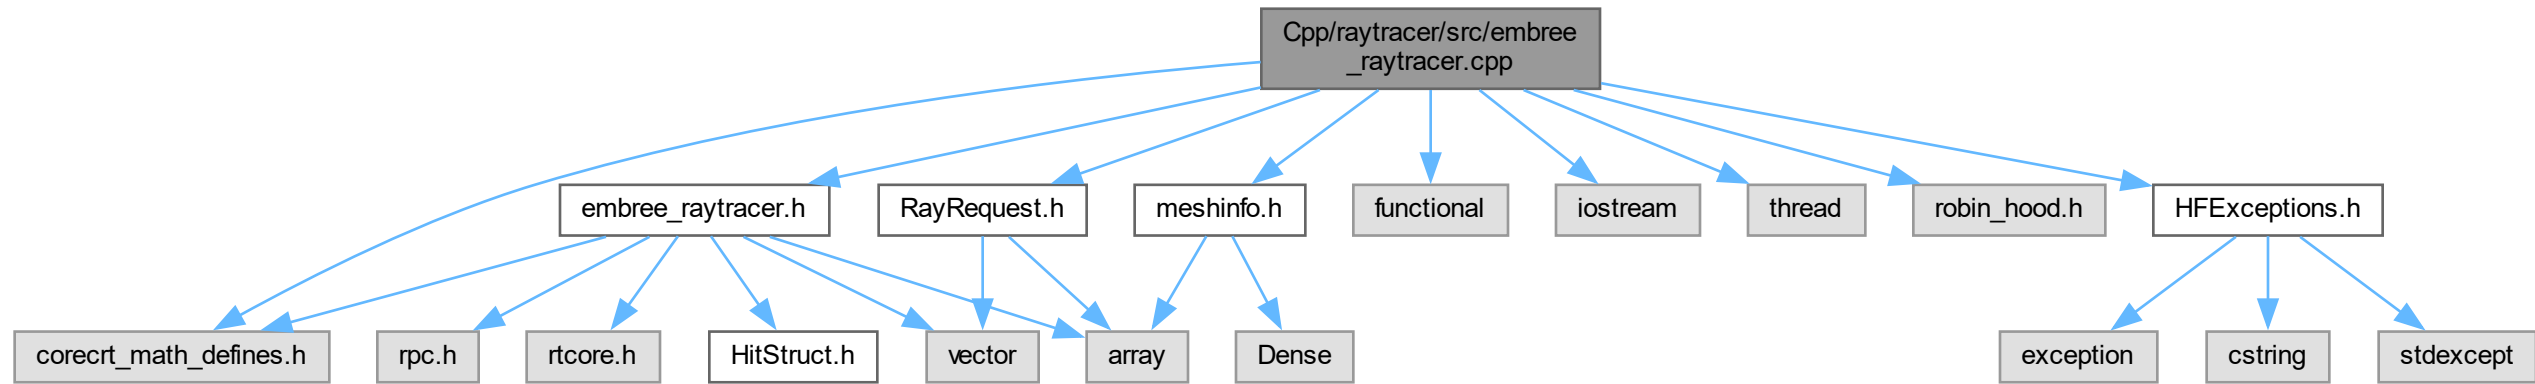 Cpp/raytracer/src/embree
_raytracer.cpp
embree_raytracer.h
RayRequest.h
meshinfo.h
functional
iostream
thread
robin_hood.h
HFExceptions.h
corecrt_math_defines.h
rpc.h
rtcore.h
HitStruct.h
vector
array
Dense
exception
cstring
stdexcept